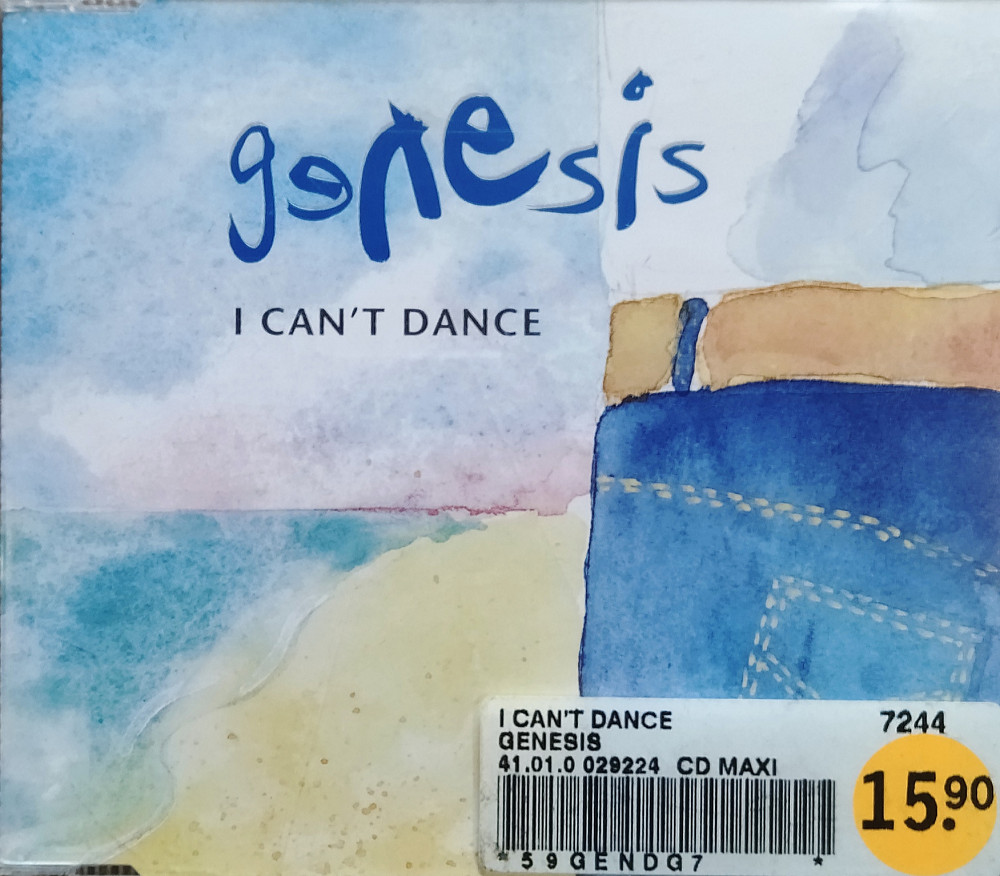 genesis
I CAN'T DANCE
I CAN'T DANCE 7244
GENESIS
41.01.0 029224 CD MAXI
15.90
*59GENDG7 *